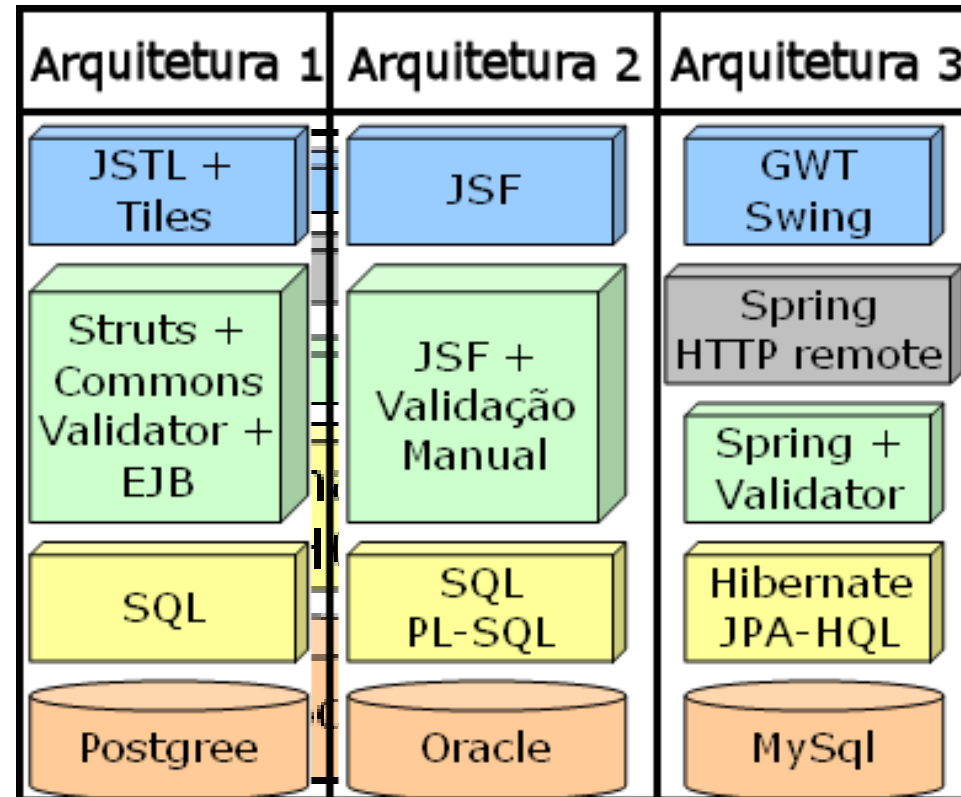 Arquitetura 1
Arquitetura 2
Arquitetura 3
JSTL +
Tiles
JSF
GWT
Swing
Struts +
Commons
Validator +
EJB
JSF +
Validação
Manual
Spring
HTTP remote
Spring +
Validator
SQL
SQL
PL-SQL
Hibernate
JPA-HQL
Postgree
Oracle
MySql